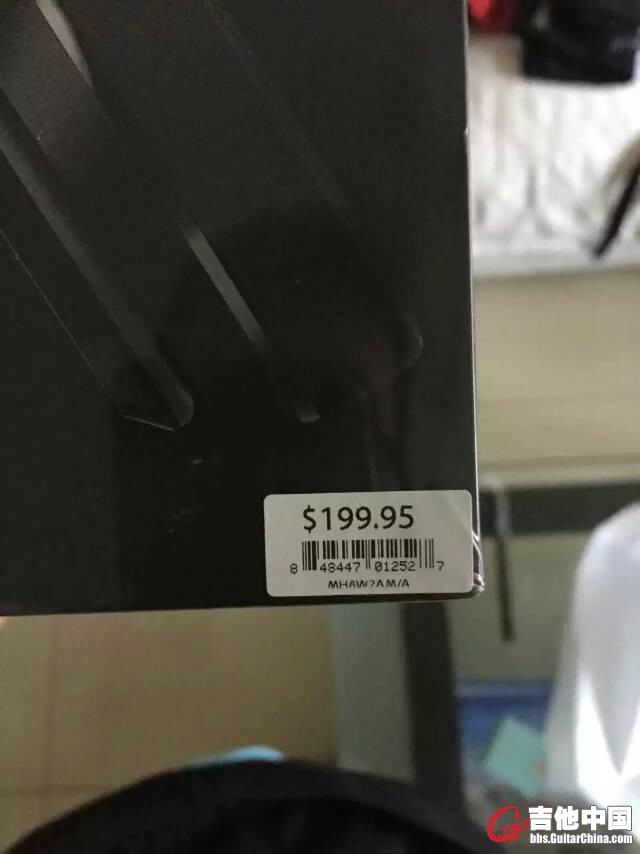 $199.95
8 48447 01252 7
MH8W2AM/A
吉他中国
bbs.GuitarChina.com